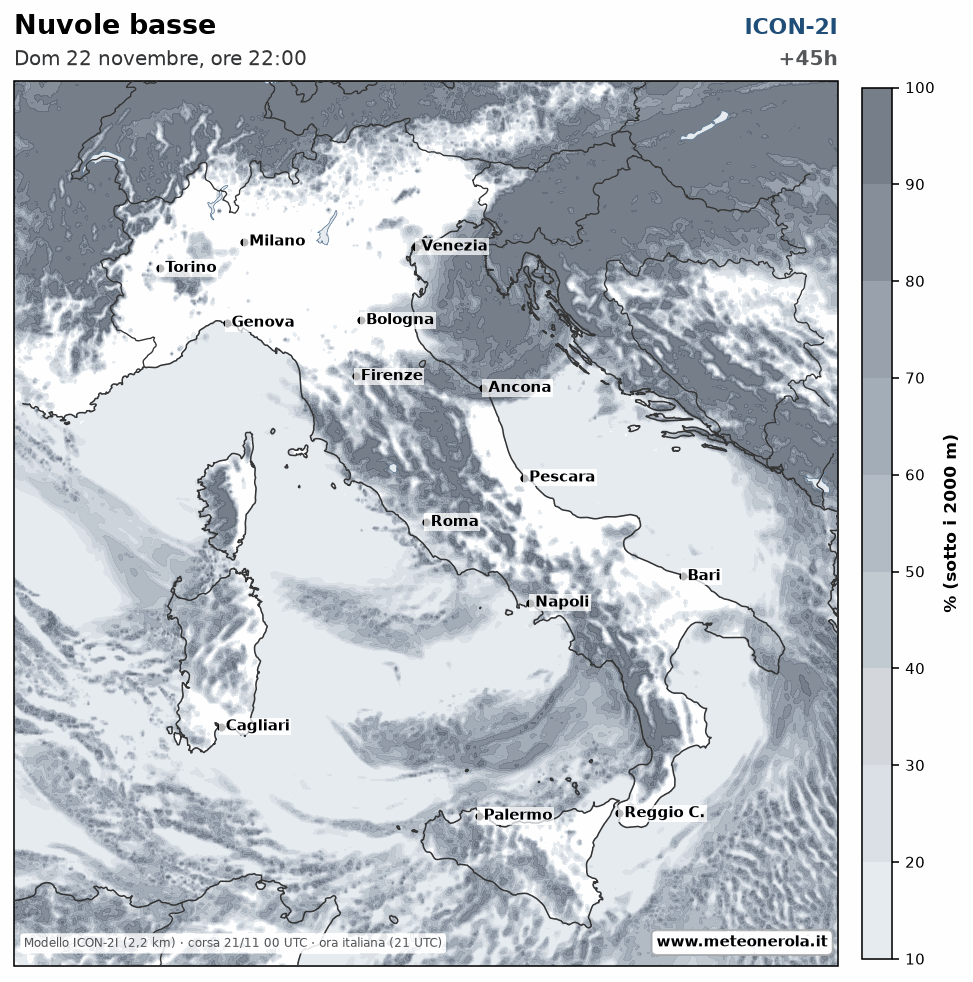 Nuvole basse
ICON-2I
Dom 22 novembre, ore 22:00
+45h
100
90
80
70
60
50
40
30
20
10
% (sotto i 2000 m)
Milano
Venezia
Torino
Genova
Bologna
Firenze
Ancona
Pescara
Roma
Bari
Napoli
Cagliari
Palermo
Reggio C.
Modello ICON-2I (2,2 km) · corsa 21/11 00 UTC · ora italiana (21 UTC)
www.meteonerola.it